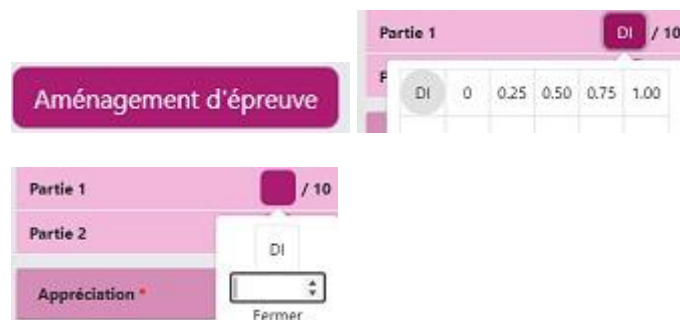 Aménagement d'épreuve
Partie 1 DI / 10
DI 0 0.25 0.50 0.75 1.00
Partie 1 / 10
Partie 2
DI
Appréciation *
Fermer